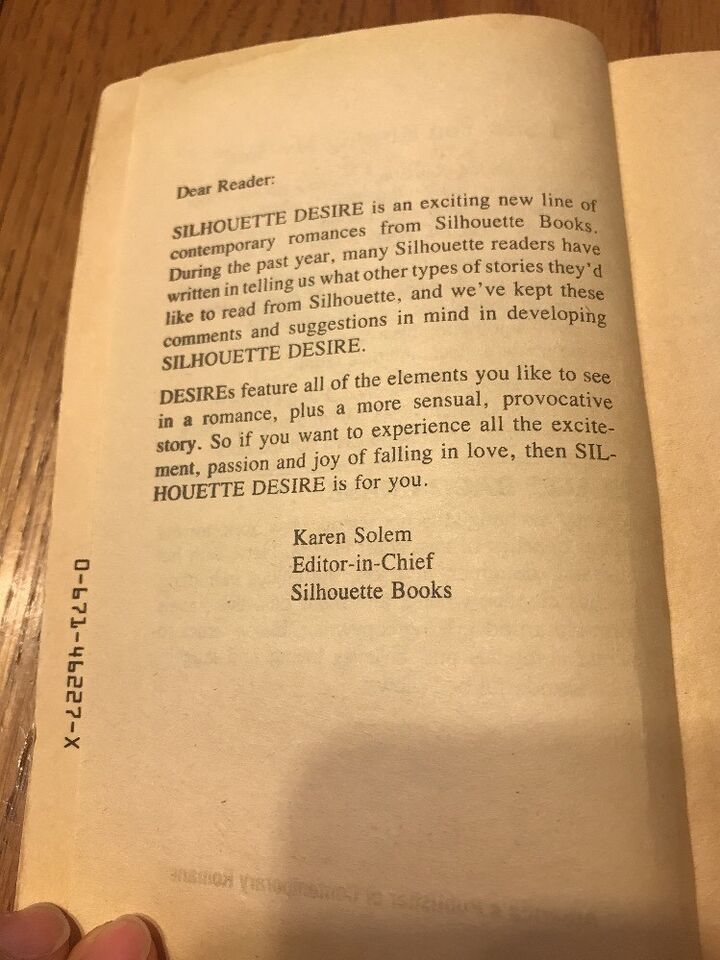 Dear Reader:
SILHOUETTE DESIRE is an exciting new line of
contemporary romances from Silhouette Books.
During the past year, many Silhouette readers have
written in telling us what other types of stories they'd
like to read from Silhouette, and we've kept these
comments and suggestions in mind in developing
SILHOUETTE DESIRE.
DESIREs feature all of the elements you like to see
in a romance, plus a more sensual, provocative
story. So if you want to experience all the excite-
ment, passion and joy of falling in love, then SIL-
HOUETTE DESIRE is for you.
Karen Solem
Editor-in-Chief
Silhouette Books
0-671-46227-X